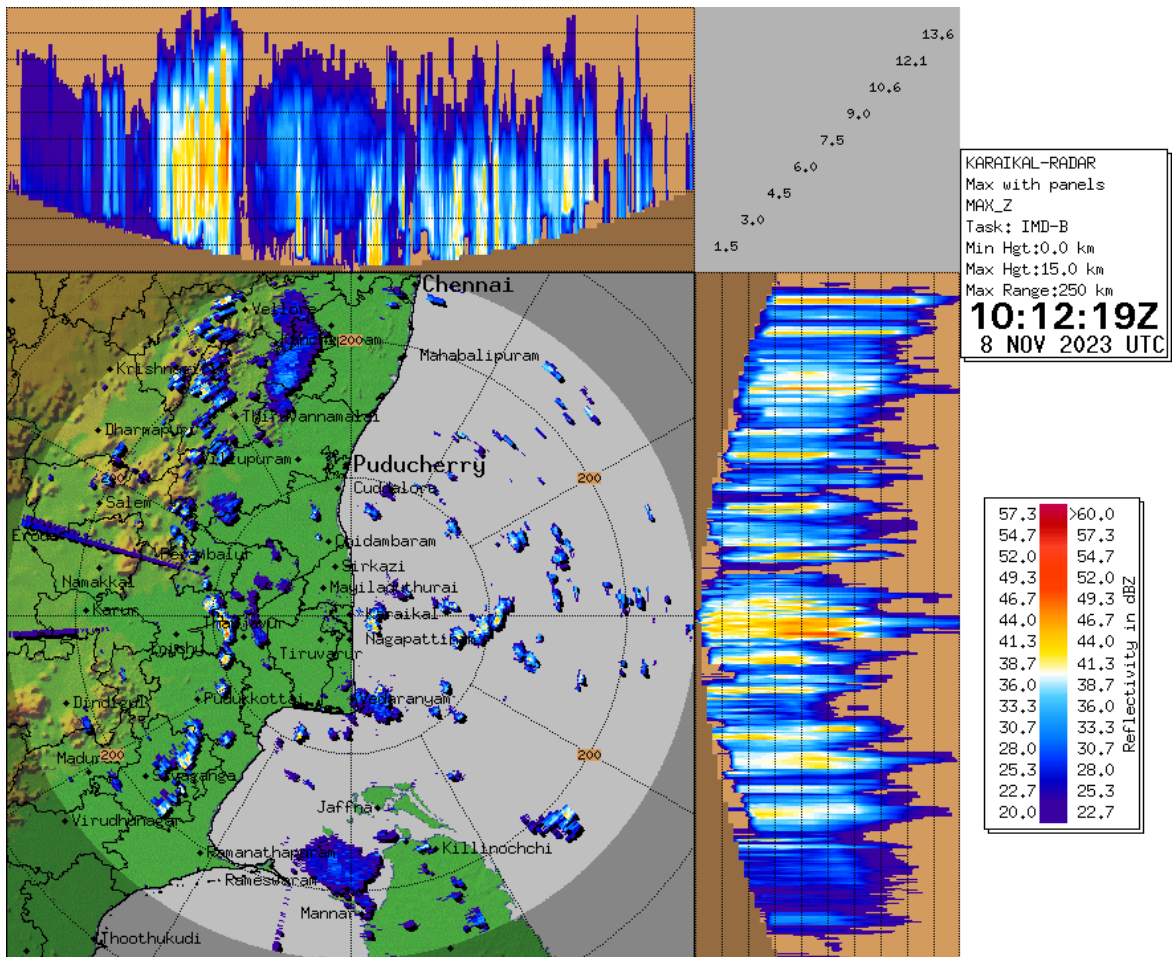 13.6
12.1
10.6
9.0
7.5
6.0
4.5
3.0
1.5
KARAIKAL-RADAR
Max with panels
MAX_Z
Task: IMD-B
Min Hgt:0.0 km
Max Hgt:15.0 km
Max Range:250 km
10:12:19Z
8 NOV 2023 UTC
Chennai
Vellore
200
Mahabalipuram
Dharmapuri
Puducherry
200
Cuddalore
Salem
Chidambaram
Sirkazi
Perambalur
Mayiladuthurai
Namakkal
Karur
Karaikal
Nagapattinam
Tiruvarur
Dindigul
Pudukkottai
Vedaranyam
200
200
Sivaganga
Jaffna
Virudhunagar
Killinochchi
Ramanathapuram
Rameswaram
Mannar
Thoothukudi
57.3 >60.0
54.7 57.3
52.0 54.7
49.3 52.0
46.7 49.3
44.0 46.7
41.3 44.0
38.7 41.3
36.0 38.7
33.3 36.0
30.7 33.3
28.0 30.7
25.3 28.0
22.7 25.3
20.0 22.7
Reflectivity in dBZ